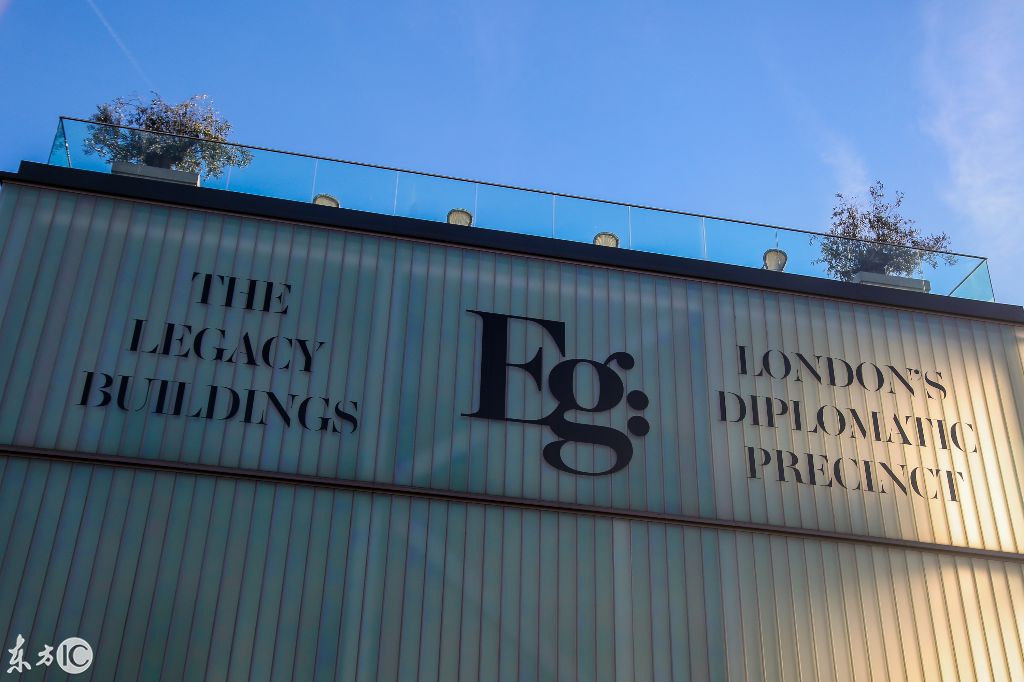 THE
LEGACY
BUILDINGS
Eg:
LONDON'S
DIPLOMATIC
PRECINCT
东方IC